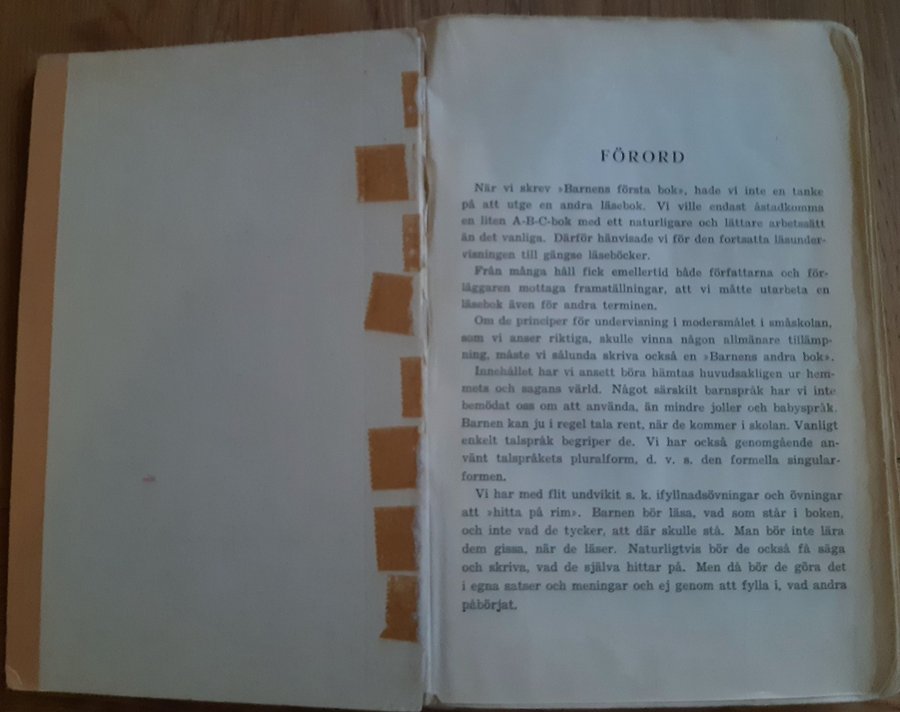 FÖRORD
När vi skrev »Barnens första bok», hade vi inte en tanke
på att utge en andra läsebok. Vi ville endast åstadkomma
en liten A-B-C-bok med ett naturligare och lättare arbetssätt
än det vanliga. Därför hänvisade vi för den fortsatta läsunder-
visningen till gängse läseböcker.
Från många håll fick emellertid både författarna och för-
läggaren mottaga framställningar, att vi måtte utarbeta en
läsebok även för andra terminen.
Om de principer för undervisning i modersmålet i småskolan,
som vi anser riktiga, skulle vinna någon allmänare tillämp-
ning, måste vi sålunda skriva också en »Barnens andra bok».
Innehållet har vi ansett böra hämtas huvudsakligen ur hem-
mets och sagans värld. Något särskilt barnspråk har vi inte
bemödat oss om att använda, än mindre joller och babyspråk.
Barnen kan ju i regel tala rent, när de kommer i skolan. Vanligt
enkelt talspråk begriper de. Vi har också genomgående an-
vänt talspråkets pluralform, d. v. s. den formella singular-
formen.
Vi har med flit undvikit s. k. ifyllnadsövningar och övningar
att »hitta på rim». Barnen bör läsa, vad som står i boken,
och inte vad de tycker, att där skulle stå. Man bör inte lära
dem gissa, när de läser. Naturligtvis bör de också få säga
och skriva, vad de själva hittar på. Men då bör de göra det
i egna satser och meningar och ej genom att fylla i, vad andra
påbörjat.